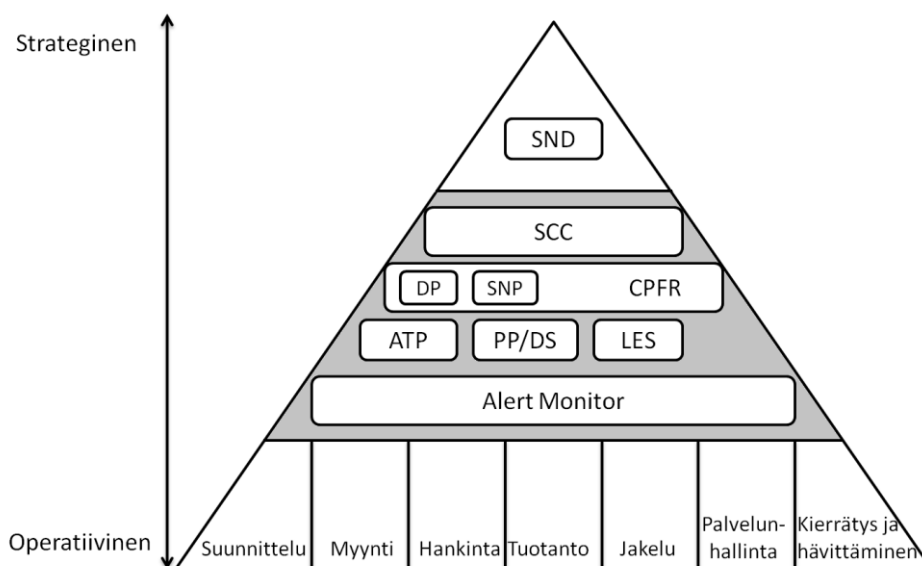 Strateginen
SND
SCC
DP SNP CPFR
ATP PP/DS LES
Alert Monitor
Operatiivinen
Suunnittelu Myynti Hankinta Tuotanto Jakelu
Palvelun-
hallinta
Kierrätys ja
hävittäminen